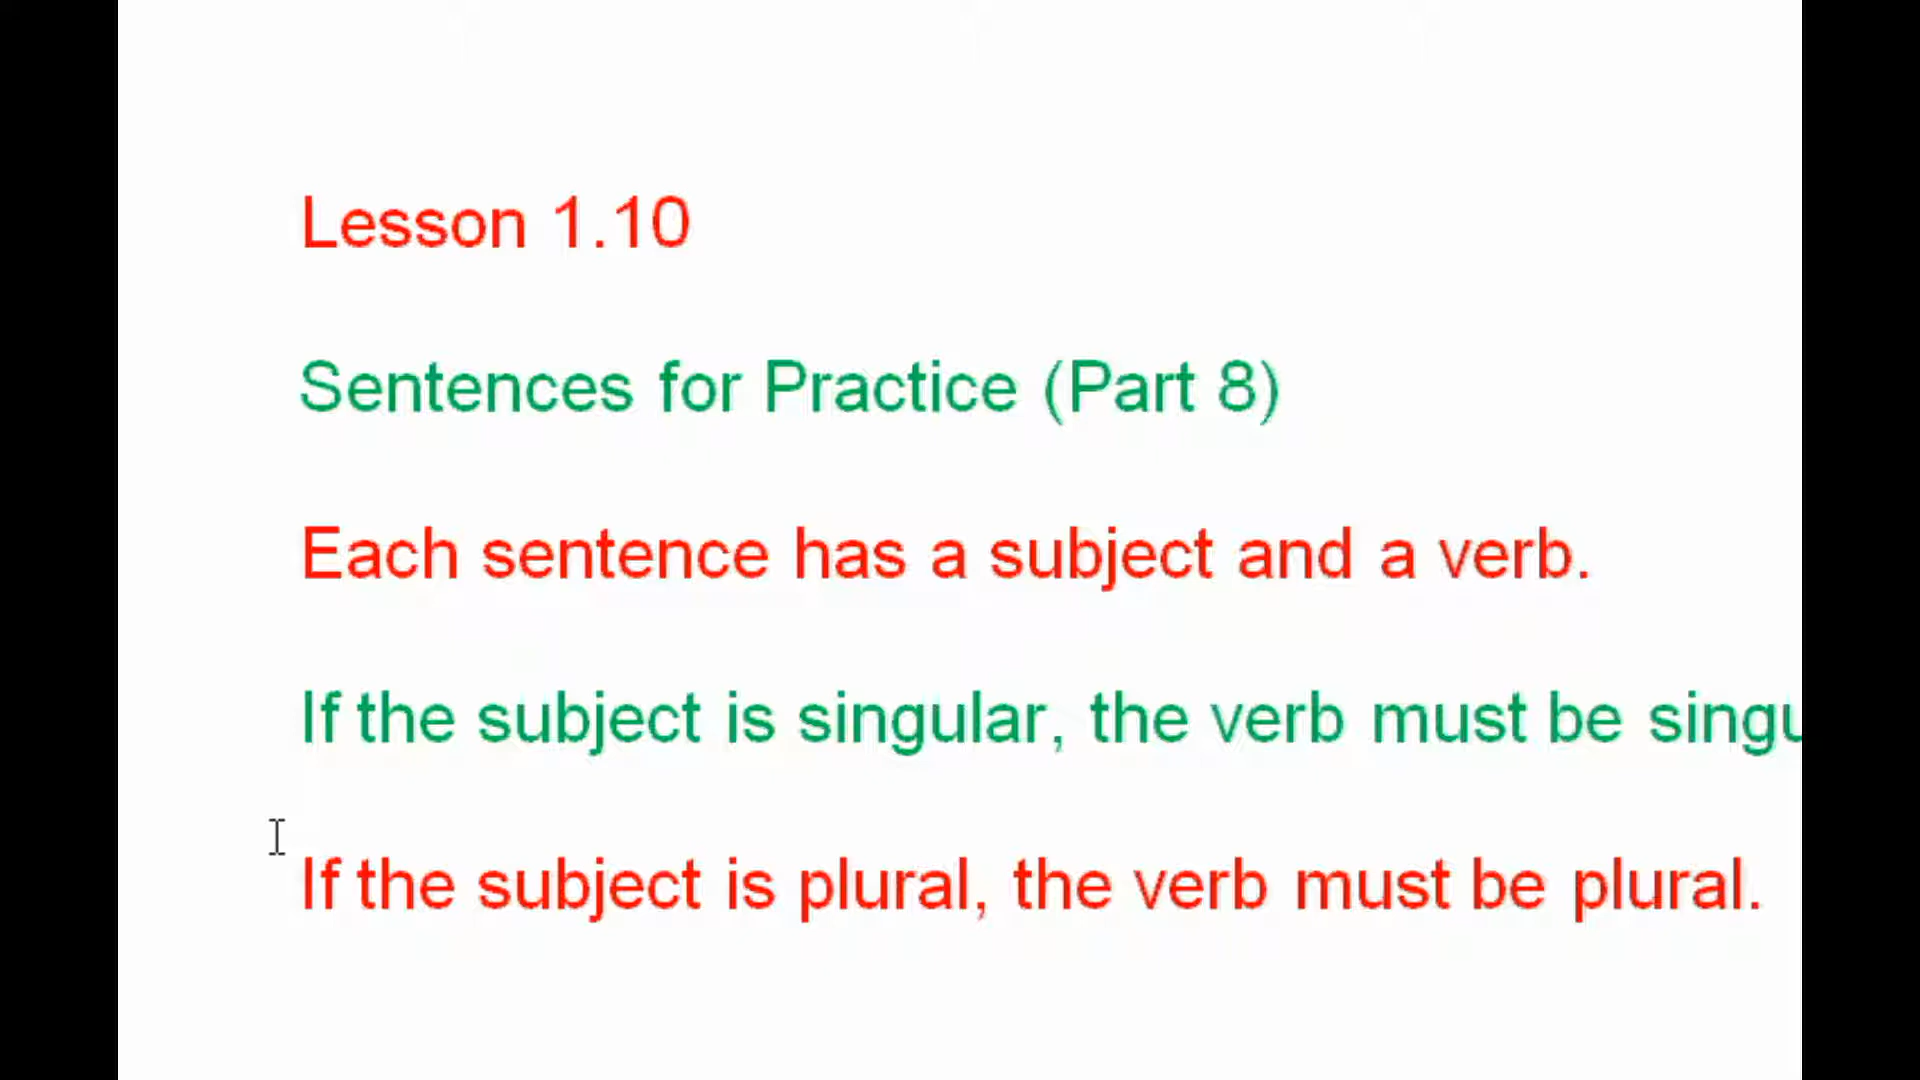 Lesson 1.10
Sentences for Practice (Part 8)
Each sentence has a subject and a verb.
If the subject is singular, the verb must be singu
If the subject is plural, the verb must be plural.